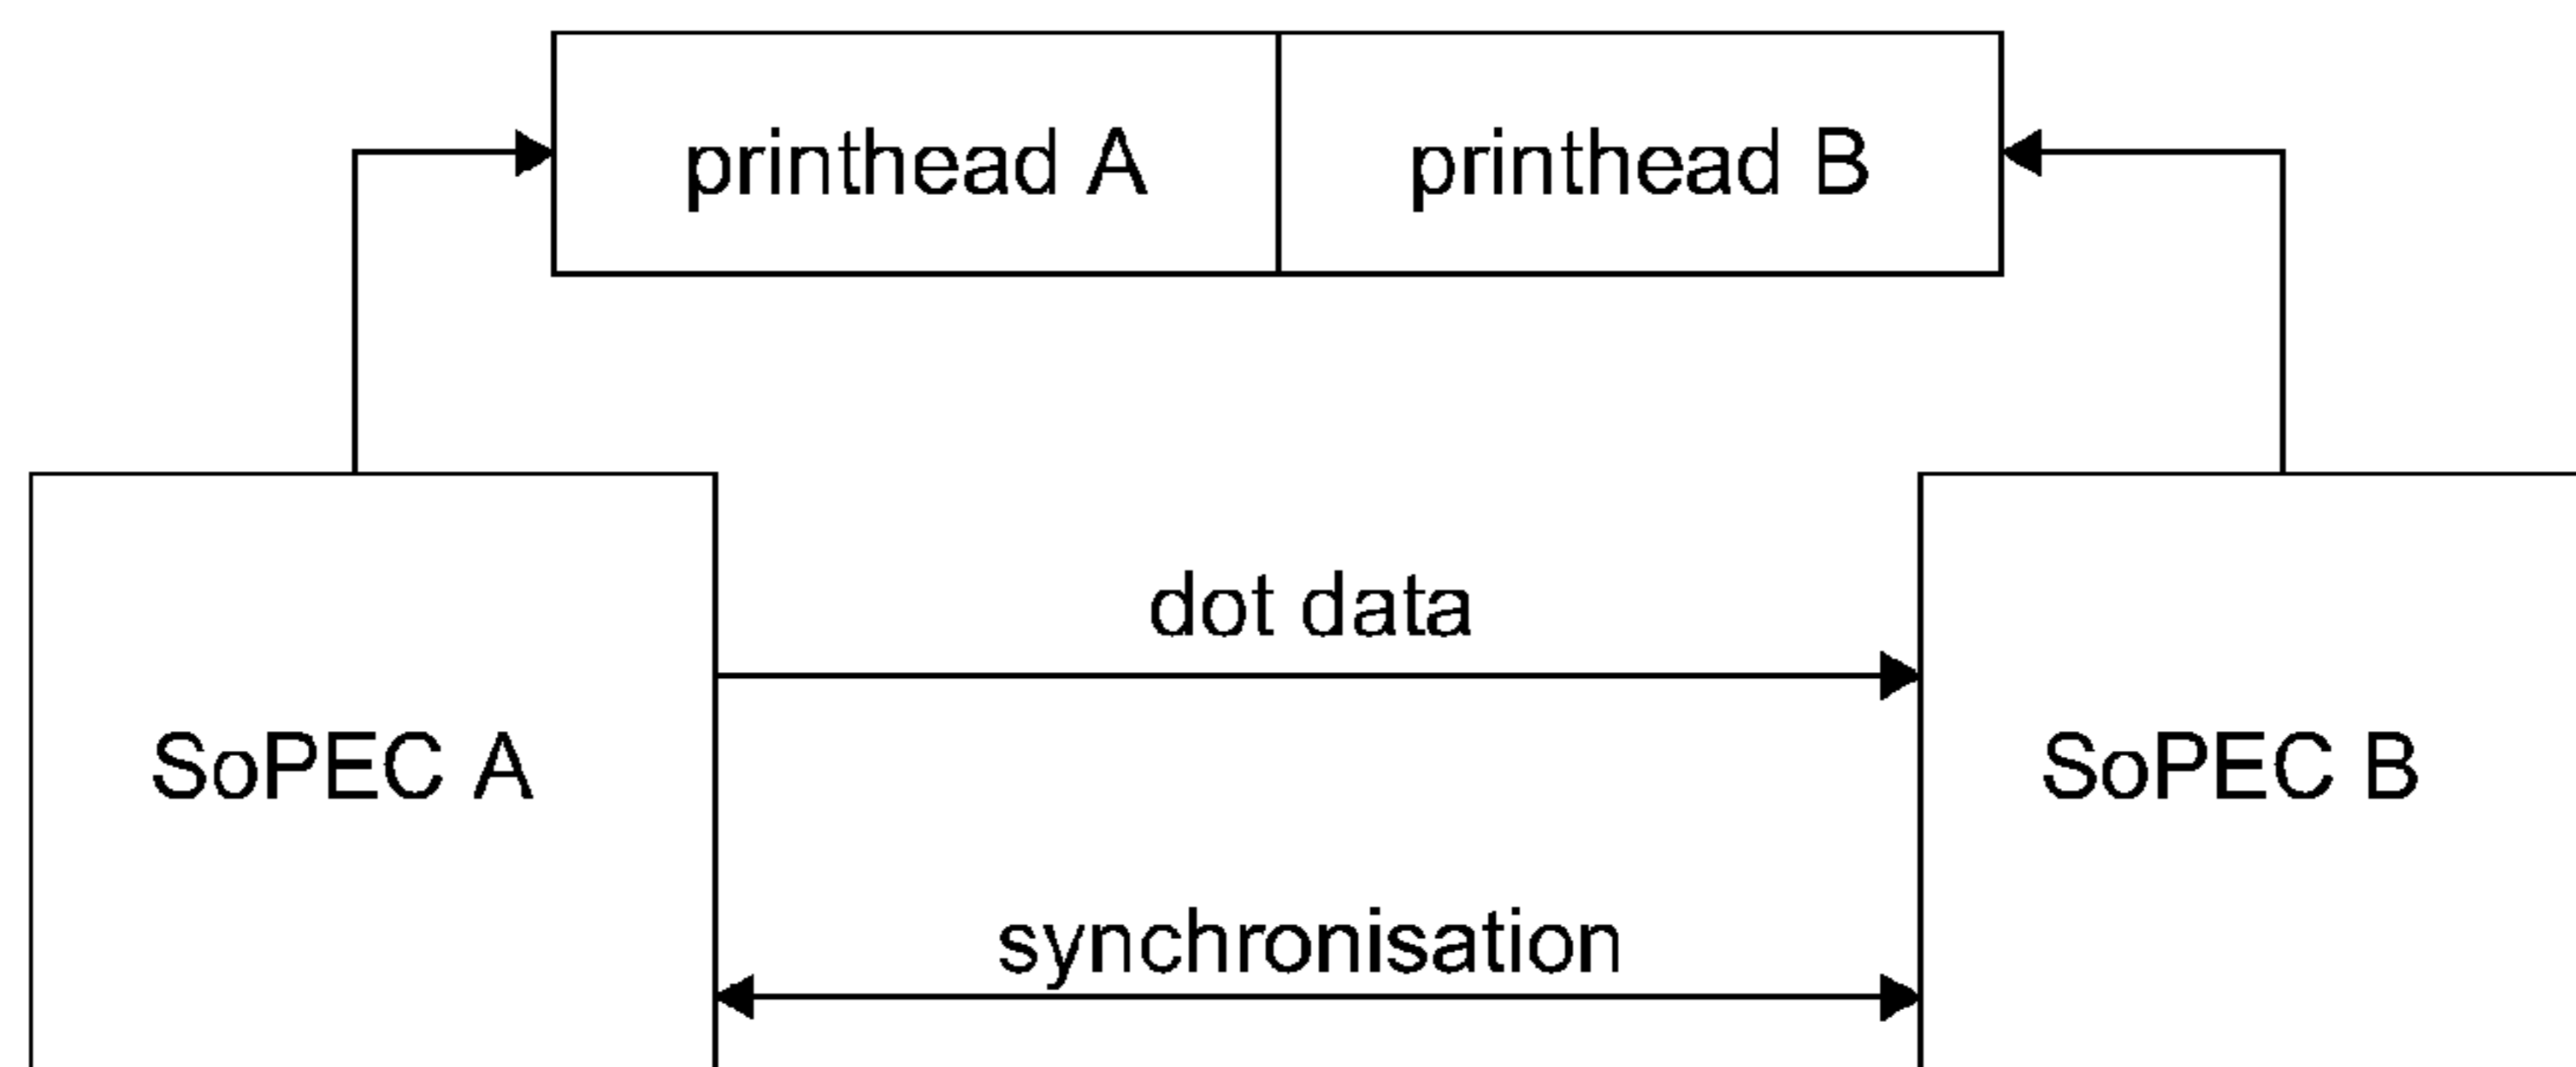 printhead A
printhead B
dot data
SoPEC A
SoPEC B
synchronisation